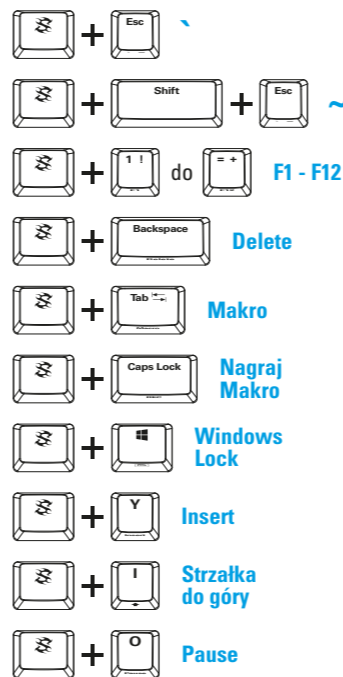 + Esc `
+ Shift + Esc ~
+ 1 ! do = + F1 - F12
+ Backspace Delete
+ Tab Makro
+ Caps Lock Nagraj
Makro
+ Windows
Lock
+ Y Insert
+ I Strzałka
do góry
+ O Pause